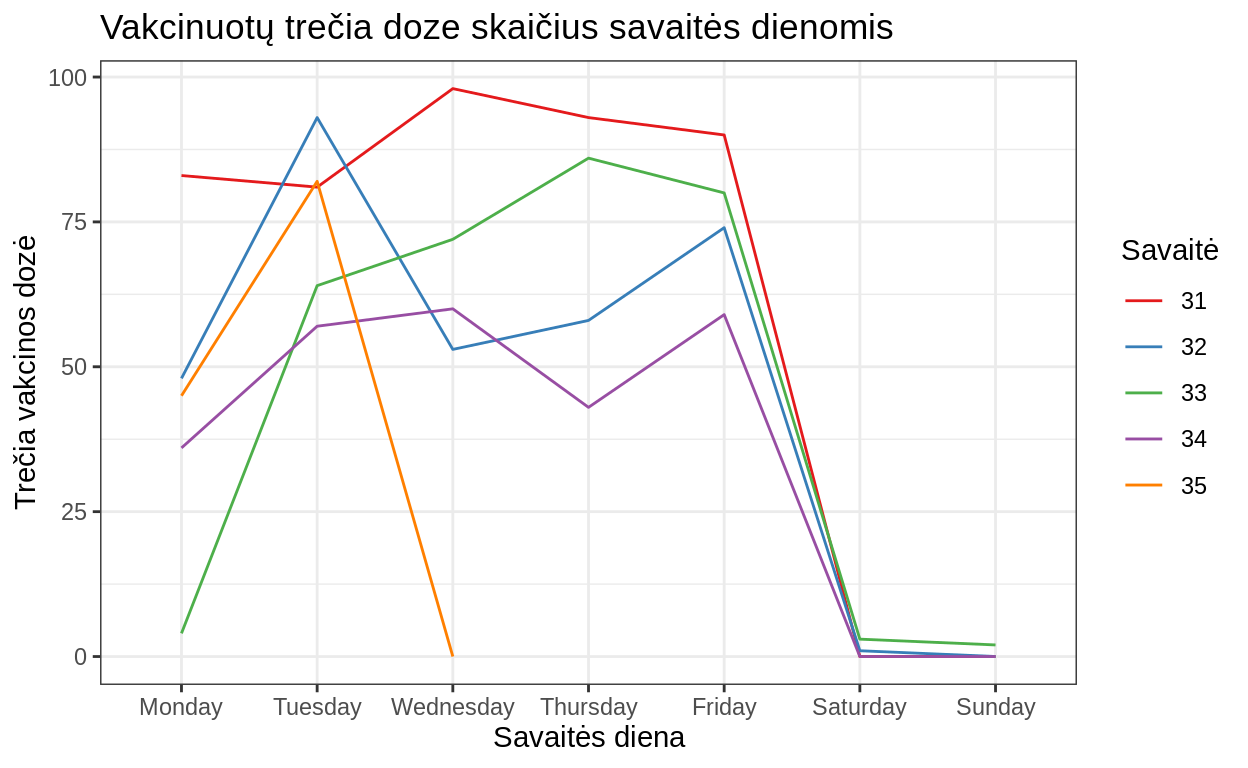 Vakcinuotų trečia doze skaičius savaitės dienomis
Trečia vakcinos dozė
100
75
50
25
0
Monday Tuesday Wednesday Thursday Friday Saturday Sunday
Savaitės diena
Savaitė
31
32
33
34
35